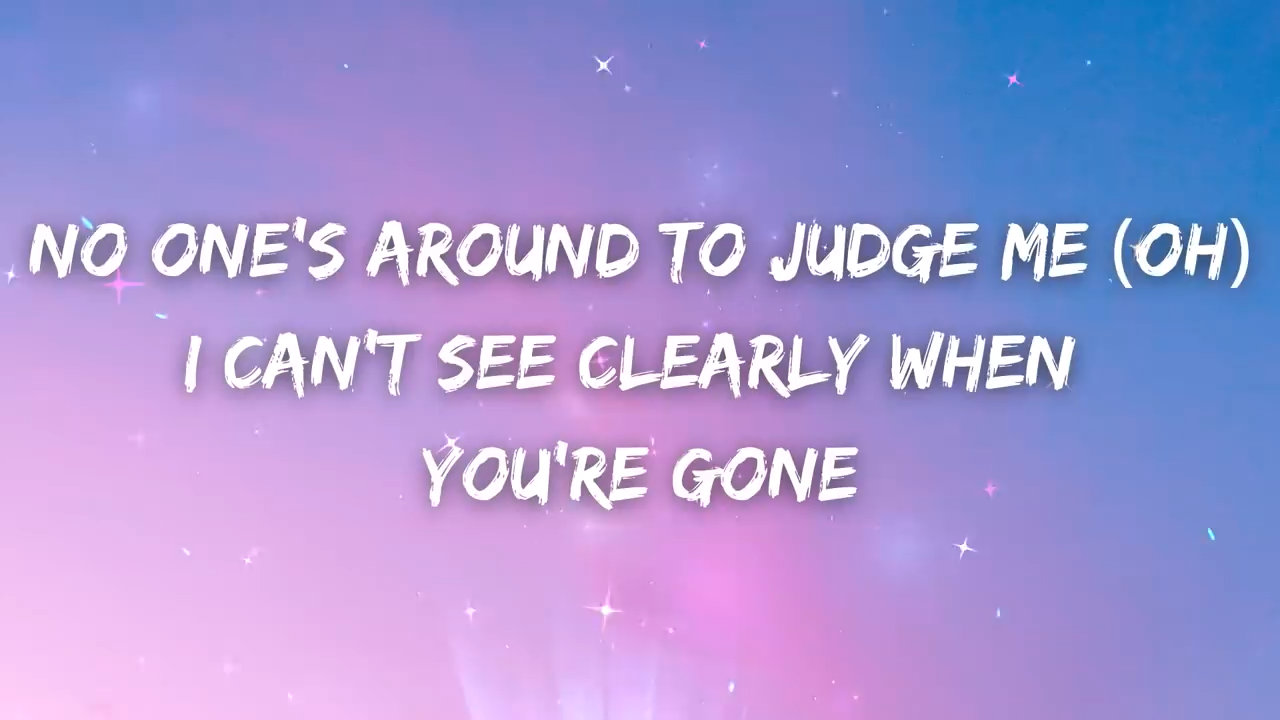 NO ONE'S AROUND TO JUDGE ME (OH)
I CAN'T SEE CLEARLY WHEN
YOU'RE GONE